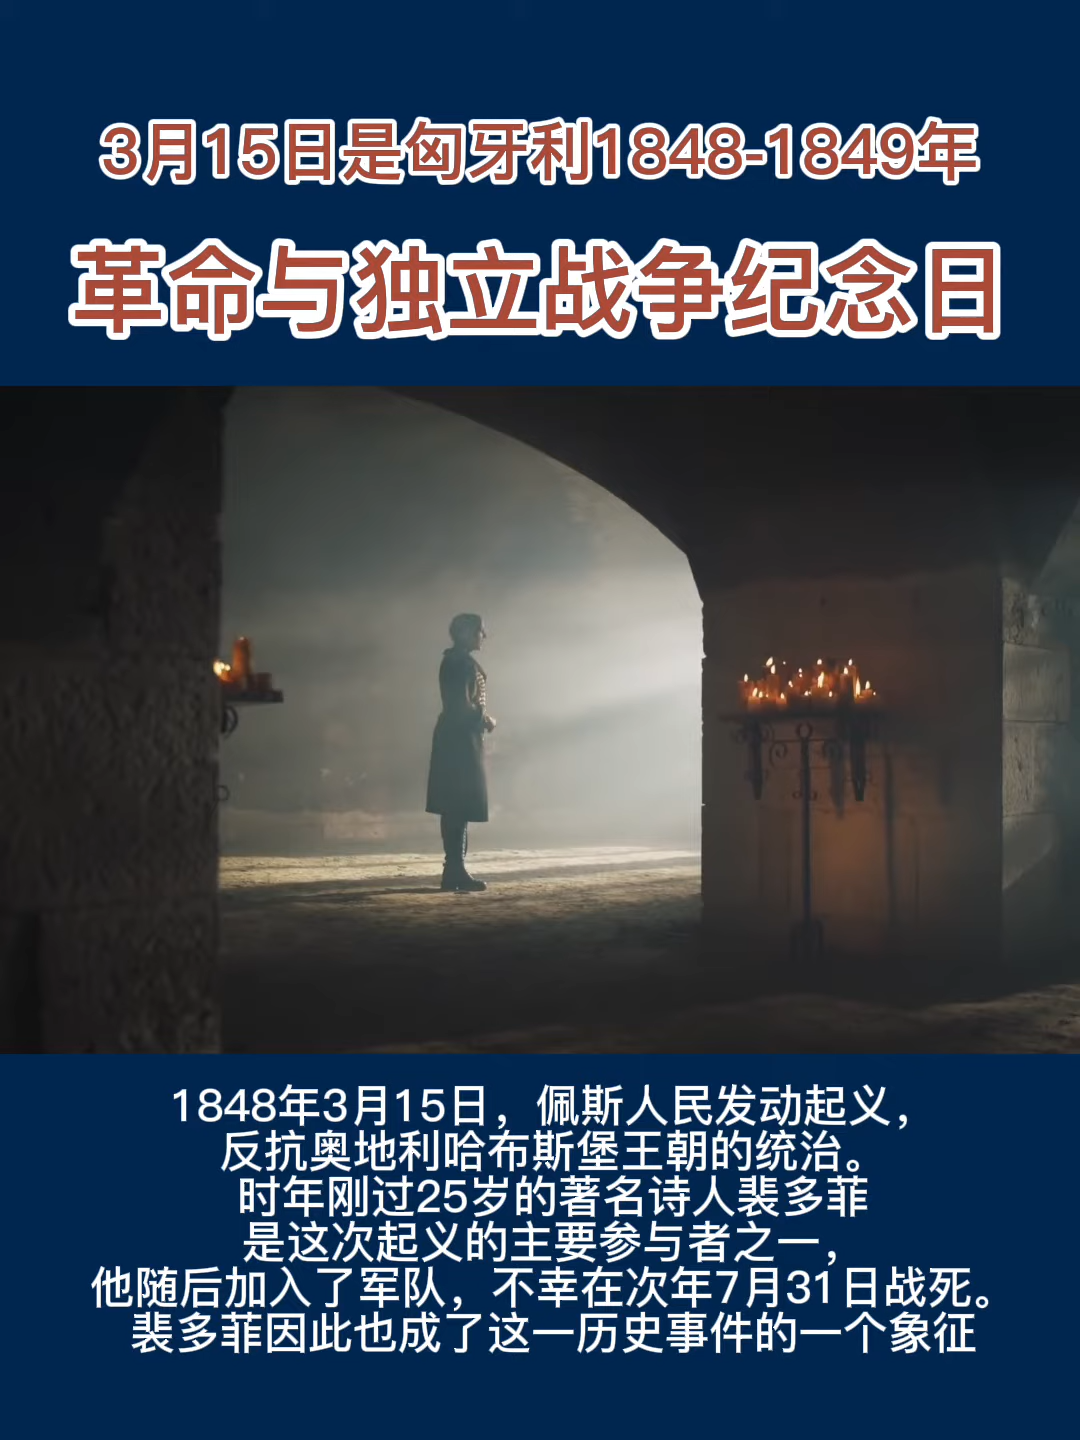 3月15日是匈牙利1848-1849年
革命与独立战争纪念日
1848年3月15日，佩斯人民发动起义，
反抗奥地利哈布斯堡王朝的统治。
时年刚过25岁的著名诗人裴多菲
是这次起义的主要参与者之一，
他随后加入了军队，不幸在次年7月31日战死。
裴多菲因此也成了这一历史事件的一个象征